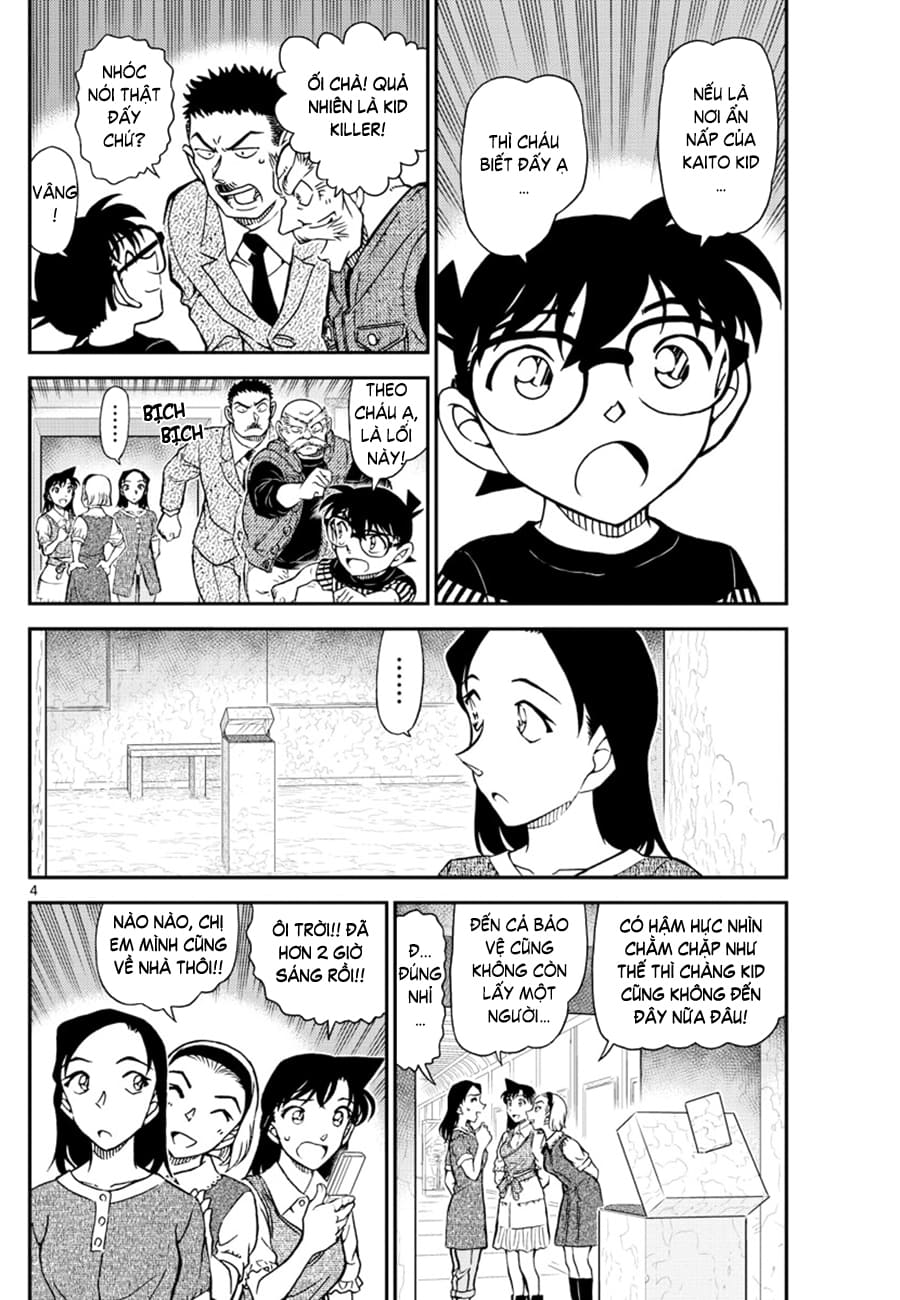 NẾU LÀ
NƠI ẨN
NẤP CỦA
KAITO KID
...
THÌ CHÁU
BIẾT ĐẤY Ạ
...
ỐI CHÀ! QUẢ
NHIÊN LÀ KID
KILLER!
NHÓC
NÓI THẬT
ĐẤY
CHỨ?
VÂNG
!
THEO
CHÁU Ạ,
LÀ LỐI
NÀY!
BỊCH
BỊCH
....
......
4
CÓ HẬM HỰC NHÌN
CHẰM CHẶP NHƯ
THẾ THÌ CHÀNG KID
CŨNG KHÔNG ĐẾN
ĐÂY NỮA ĐÂU!
ĐẾN CẢ BẢO
VỆ CŨNG
KHÔNG CÒN
LẤY MỘT
NGƯỜI...
Đ...
ĐÚNG
NHỈ
...
ÔI TRỜI!! ĐÃ
HƠN 2 GIỜ
SÁNG RỒI!!
NÀO NÀO, CHỊ
EM MÌNH CŨNG
VỀ NHÀ THÔI!!